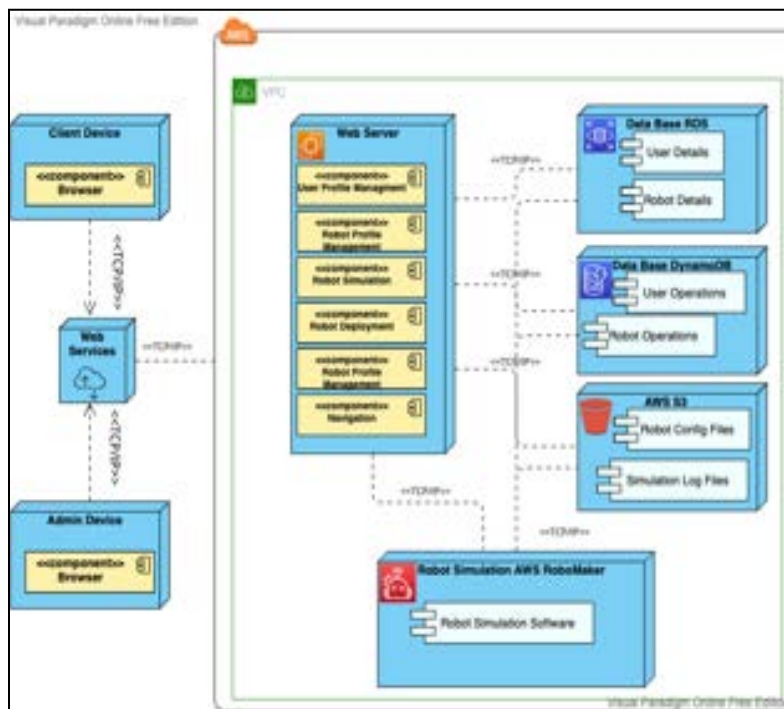 Visual Paradigm Online Free Edition
AWS
VPC
Client Device
<<component>>
Browser
<<TCP/IP>>
Web
Services
<<TCP/IP>>
<<TCP/IP>>
Admin Device
<<component>>
Browser
Web Server
<<component>>
User Profile Managment
<<component>>
Robot Profile
Management
<<component>>
Robot Simulation
<<component>>
Robot Deployment
<<component>>
Robot Profile
Management
<<component>>
Navigation
<<TCP/IP>>
<<TCP/IP>>
<<TCP/IP>>
<<TCP/IP>>
<<TCP/IP>>
Data Base RDS
User Details
Robot Details
Data Base DynamoDB
User Operations
Robot Operations
AWS S3
Robot Config Files
Simulation Log Files
Robot Simulation AWS RoboMaker
Robot Simulation Software
Visual Paradigm Online Free Edition